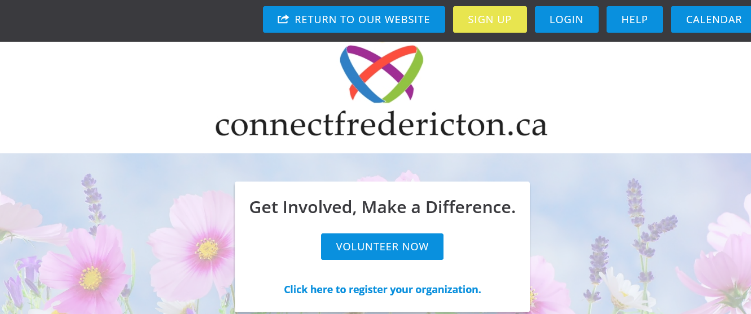 RETURN TO OUR WEBSITE SIGN UP LOGIN HELP CALENDAR
connectfredericton.ca
Get Involved, Make a Difference.
VOLUNTEER NOW
Click here to register your organization.